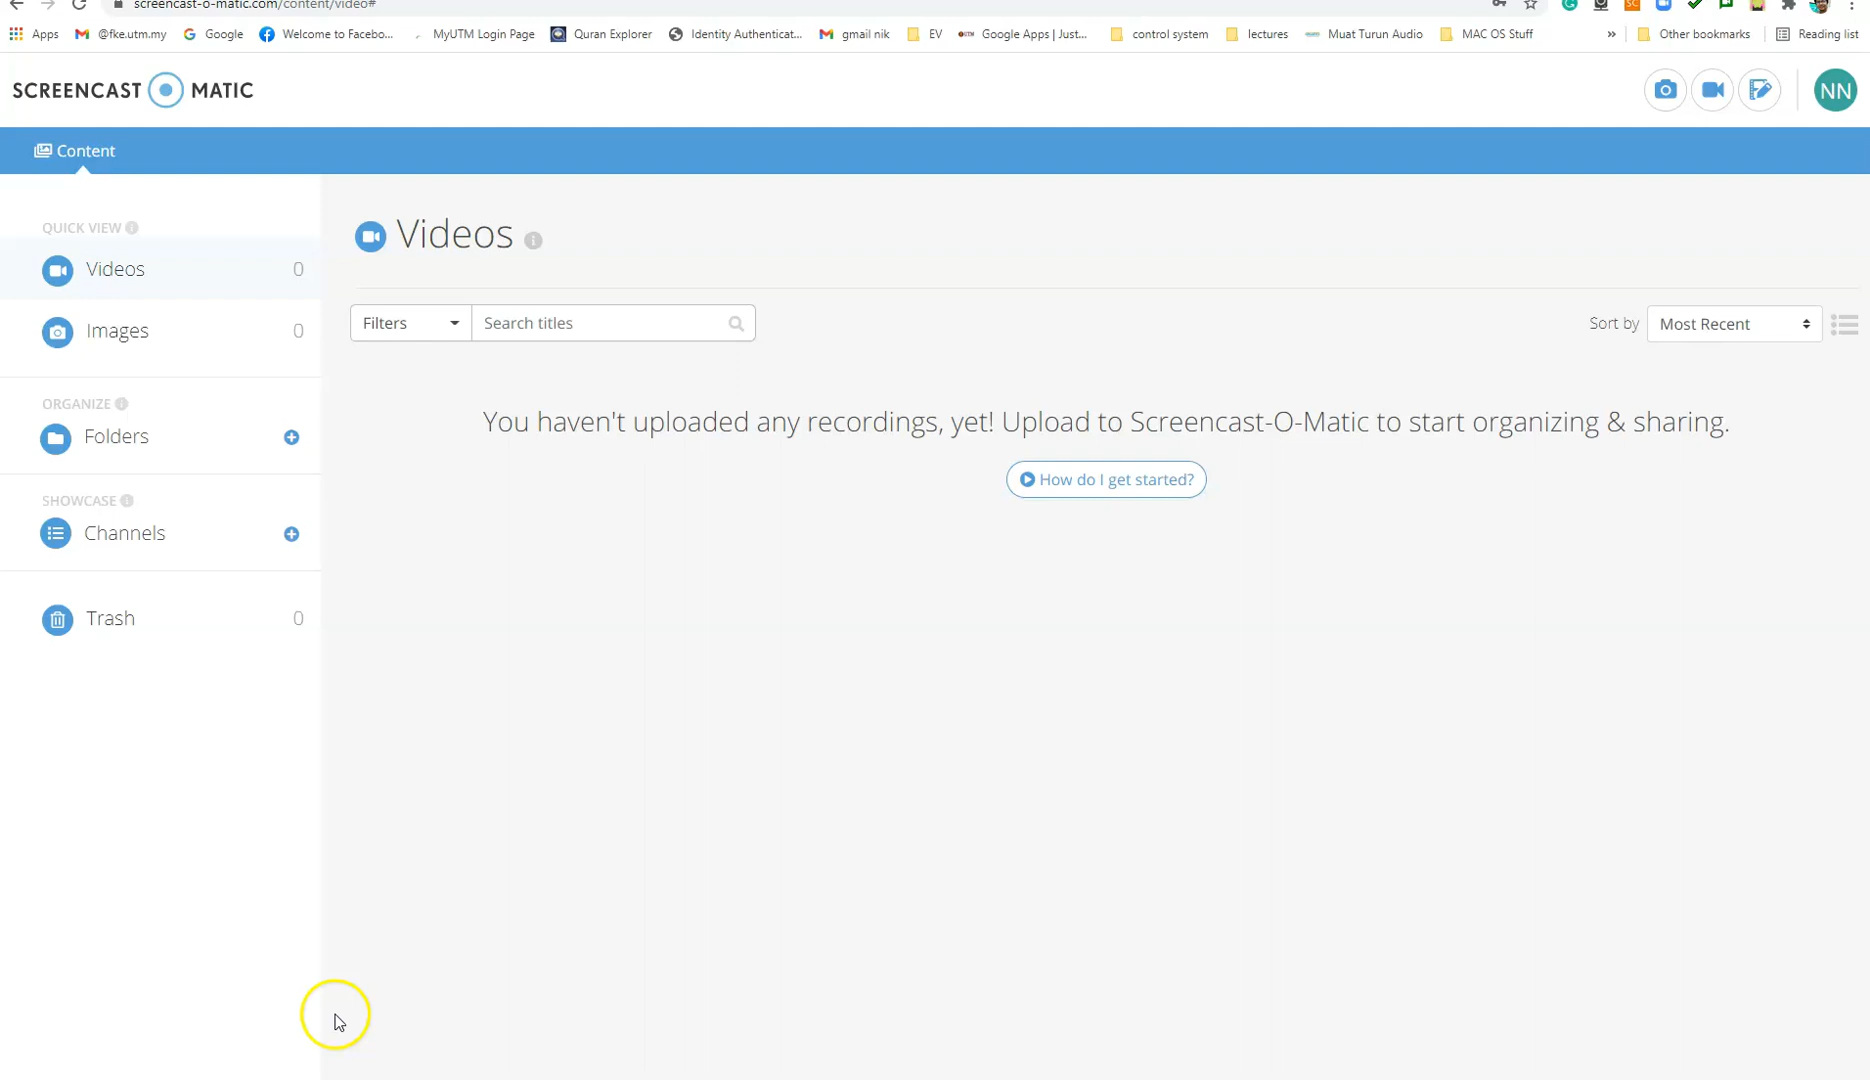 screencast-o-matic.com/content/video#
Apps @fke.utm.my Google Welcome to Facebo... MyUTM Login Page Quran Explorer Identity Authenticat... gmail nik EV Google Apps | Just... control system lectures Muat Turun Audio MAC OS Stuff » Other bookmarks Reading list
SCREENCAST MATIC NN
Content
QUICK VIEW
Videos 0
Images 0
ORGANIZE
Folders
SHOWCASE
Channels
Trash 0
Videos
Filters Search titles Sort by Most Recent
You haven't uploaded any recordings, yet! Upload to Screencast-O-Matic to start organizing & sharing.
How do I get started?